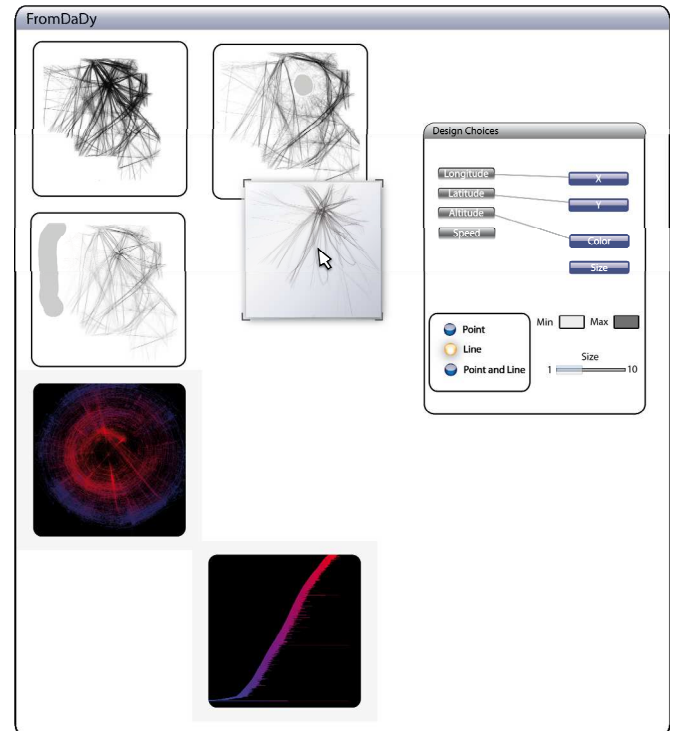 FromDaDy
Design Choices
Longitude
X
Latitude
Y
Altitude
Speed
Color
Size
Point
Line
Point and Line
Min
Max
Size
1
10